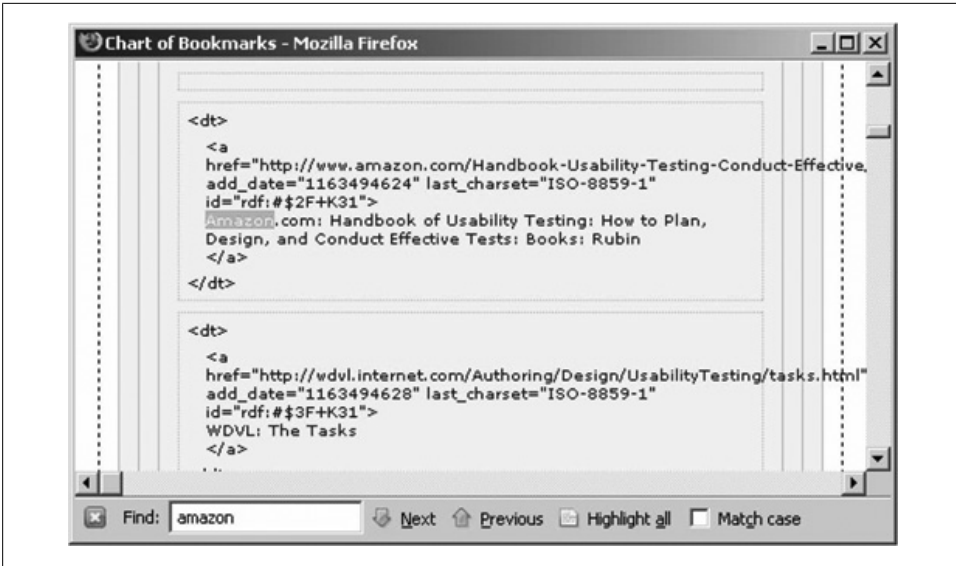 Chart of Bookmarks - Mozilla Firefox
<dt>
<a
href="http://www.amazon.com/Handbook-Usability-Testing-Conduct-Effective.
add_date="1163494624" last_charset="ISO-8859-1"
id="rdf:#$2F+K31">
Amazon.com: Handbook of Usability Testing: How to Plan,
Design, and Conduct Effective Tests: Books: Rubin
</a>
</dt>
<dt>
<a
href="http://wdvl.internet.com/Authoring/Design/UsabilityTesting/tasks.html"
add_date="1163494628" last_charset="ISO-8859-1"
id="rdf:#$3F+K31">
WDVL: The Tasks
</a>
Find: amazon Next Previous Highlight all Match case